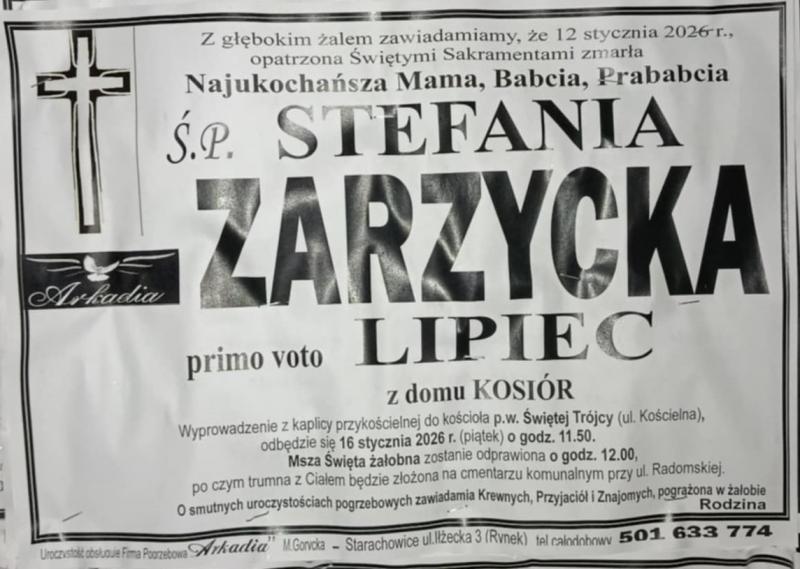 Z głębokim żalem zawiadamiamy, że 12 stycznia 2026 r.,
opatrzona Świętymi Sakramentami zmarła
Najukochańsza Mama, Babcia, Prababcia
Ś.P. STEFANIA
ZARZYCKA
Arkadia
primo voto LIPIEC
z domu KOSIÓR
Wyprowadzenie z kaplicy przykościelnej do kościoła p.w. Świętej Trójcy (ul. Kościelna),
odbędzie się 16 stycznia 2026 r. (piątek) o godz. 11.50.
Msza Święta żałobna zostanie odprawiona o godz. 12.00,
po czym trumna z Ciałem będzie złożona na cmentarzu komunalnym przy ul. Radomskiej.
O smutnych uroczystościach pogrzebowych zawiadamia Krewnych, Przyjaciół i Znajomych, pogrążona w żałobie
Rodzina
Uroczystość obsługuje Firma Pogrzebowa "Arkadia" M.Gorycka - Starachowice ul.Iłżecka 3 (Rynek) tel.całodobowy 501 633 774